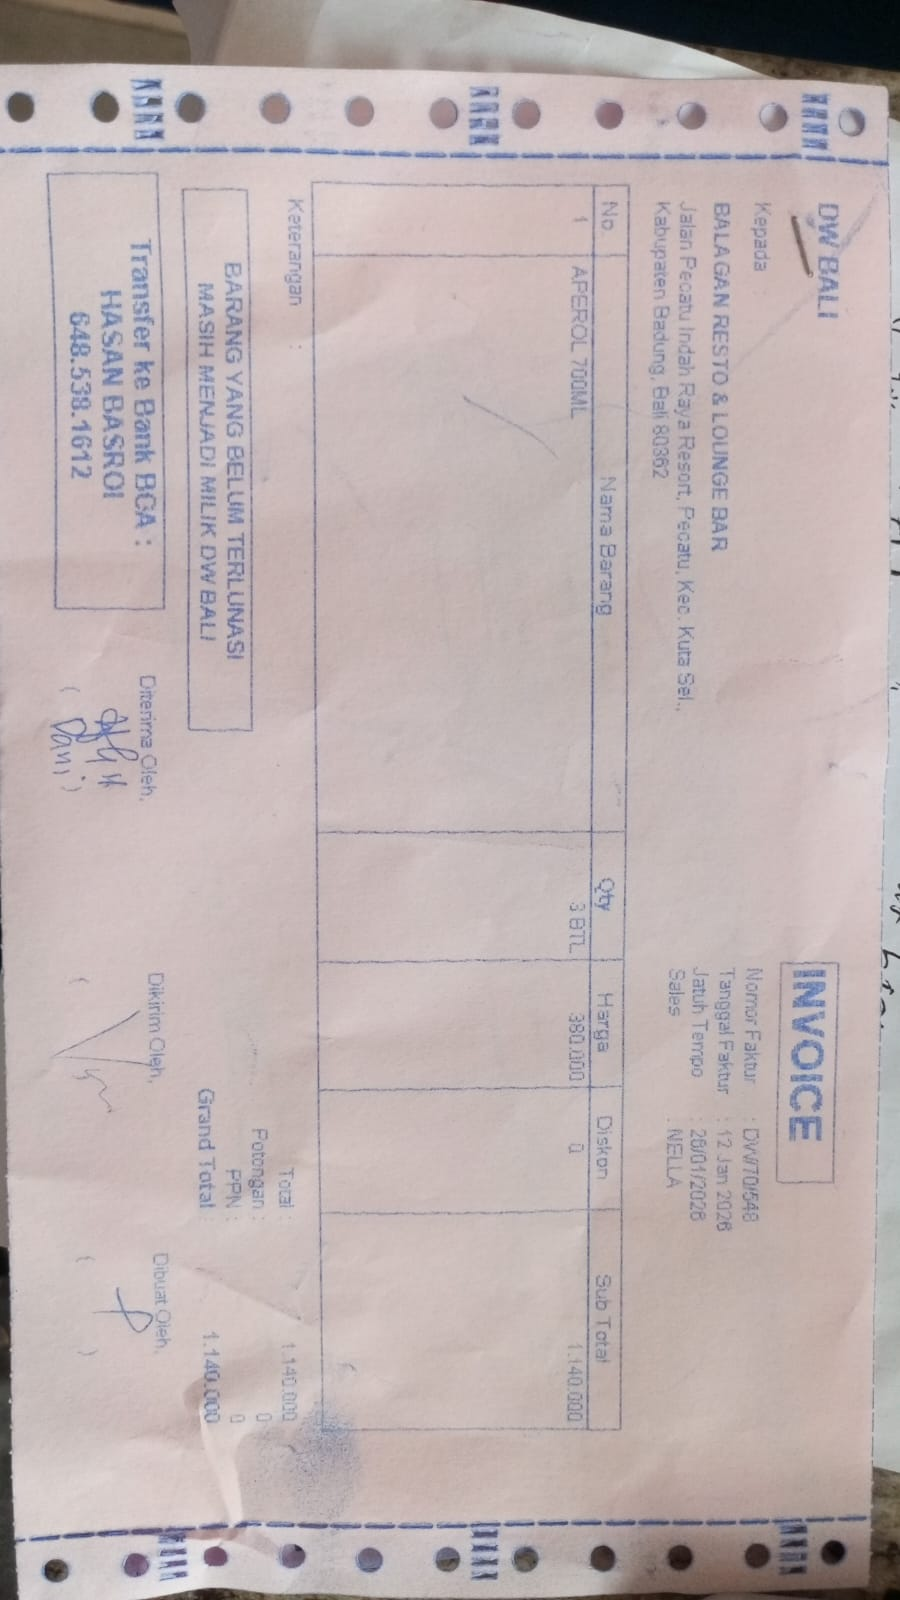 DW BALI
INVOICE
Kepada
BALAGAN RESTO & LOUNGE BAR
Jalan Pecatu Indah Raya Resort, Pecatu, Kec. Kuta Sel.,
Kabupaten Badung, Bali 80362
Nomor Faktur : DW/70/548
Tanggal Faktur : 12 Jan 2026
Jatuh Tempo : 26/01/2026
Sales : NELLA
No. Nama Barang Qty Harga Diskon Sub Total
1 APEROL 700ML 3 BTL 380.000 0 1.140.000
Keterangan :
Total : 1.140.000
Potongan : 0
PPN : 0
Grand Total : 1.140.000
BARANG YANG BELUM TERLUNASI
MASIH MENJADI MILIK DW BALI
Transfer ke Bank BCA :
HASAN BASROI
648.538.1612
Diterima Oleh,
( Dani )
Dikirim Oleh,
Dibuat Oleh,